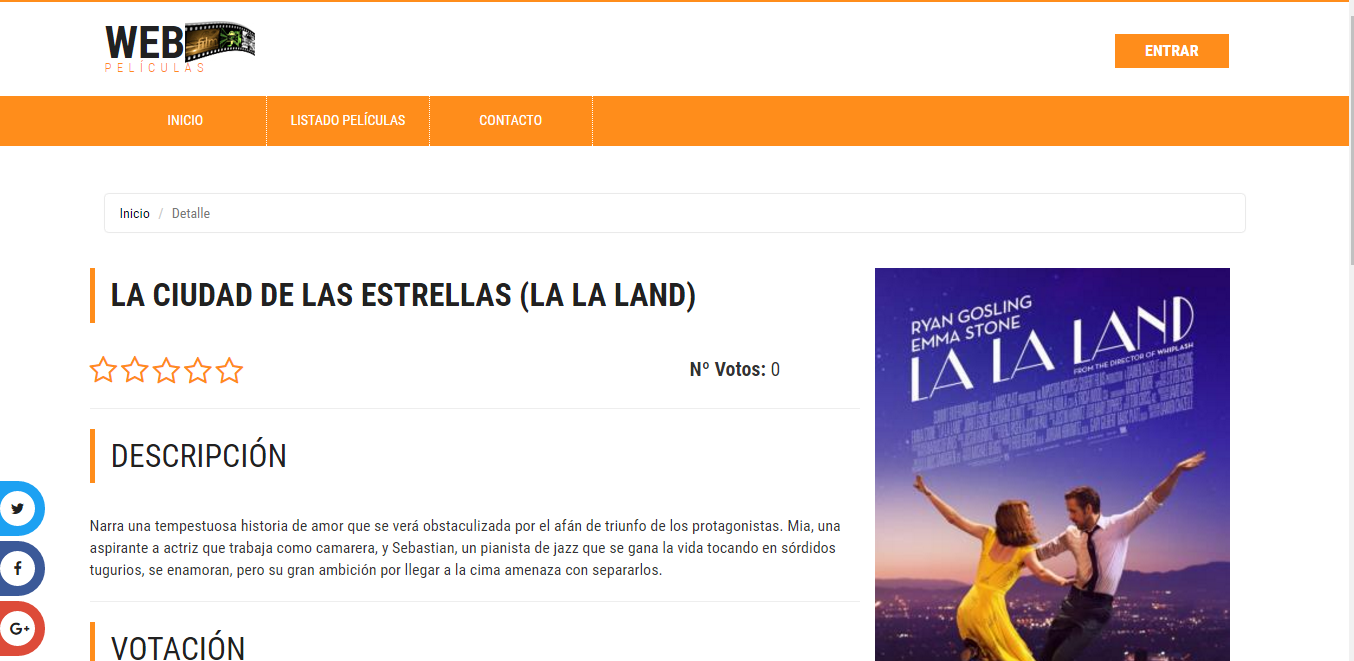 WEB
film
PELÍCULAS
ENTRAR
INICIO
LISTADO PELÍCULAS
CONTACTO
Inicio / Detalle
LA CIUDAD DE LAS ESTRELLAS (LA LA LAND)
Nº Votos: 0
DESCRIPCIÓN
Narra una tempestuosa historia de amor que se verá obstaculizada por el afán de triunfo de los protagonistas. Mia, una
aspirante a actriz que trabaja como camarera, y Sebastian, un pianista de jazz que se gana la vida tocando en sórdidos
tugurios, se enamoran, pero su gran ambición por llegar a la cima amenaza con separarlos.
VOTACIÓN
RYAN GOSLING
EMMA STONE
LA LA LAND
FROM THE DIRECTOR OF WHIPLASH
f
G+